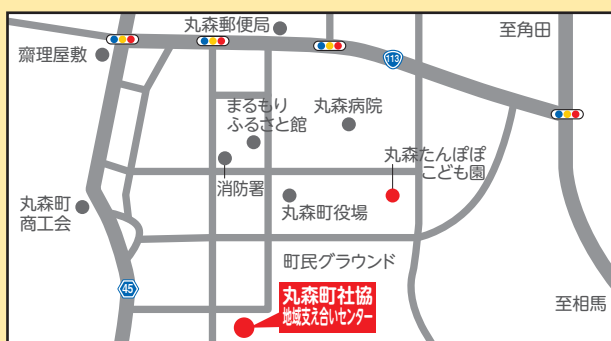 丸森郵便局
至角田
齋理屋敷
113
まるもり
ふるさと館
丸森病院
丸森たんぽぽ
こども園
消防署
丸森町
商工会
丸森町役場
町民グラウンド
45
丸森町社協
地域支え合いセンター
至相馬